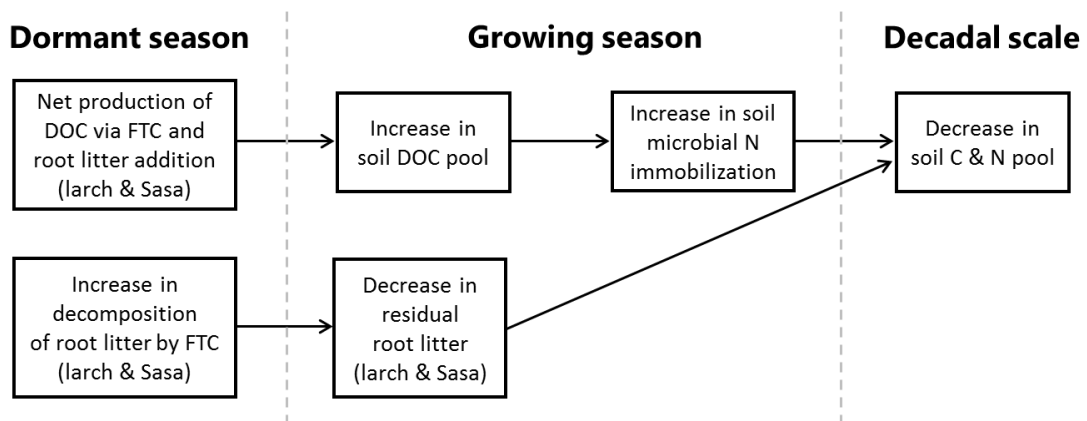 Dormant season
Growing season
Decadal scale
Net production of
DOC via FTC and
root litter addition
(larch & Sasa)
Increase in
soil DOC pool
Increase in soil
microbial N
immobilization
Decrease in
soil C & N pool
Increase in
decomposition
of root litter by FTC
(larch & Sasa)
Decrease in
residual
root litter
(larch & Sasa)